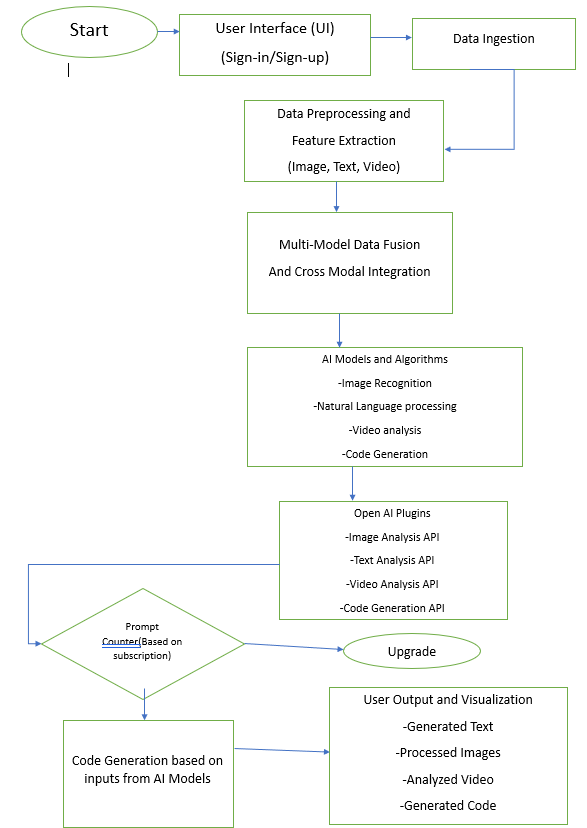 Start
User Interface (UI)
(Sign-in/Sign-up)
Data Ingestion
Data Preprocessing and
Feature Extraction
(Image, Text, Video)
Multi-Model Data Fusion
And Cross Modal Integration
AI Models and Algorithms
-Image Recognition
-Natural Language processing
-Video analysis
-Code Generation
Open AI Plugins
-Image Analysis API
-Text Analysis API
-Video Analysis API
-Code Generation API
Prompt
Counter(Based on
subscription)
Upgrade
Code Generation based on
inputs from AI Models
User Output and Visualization
-Generated Text
-Processed Images
-Analyzed Video
-Generated Code